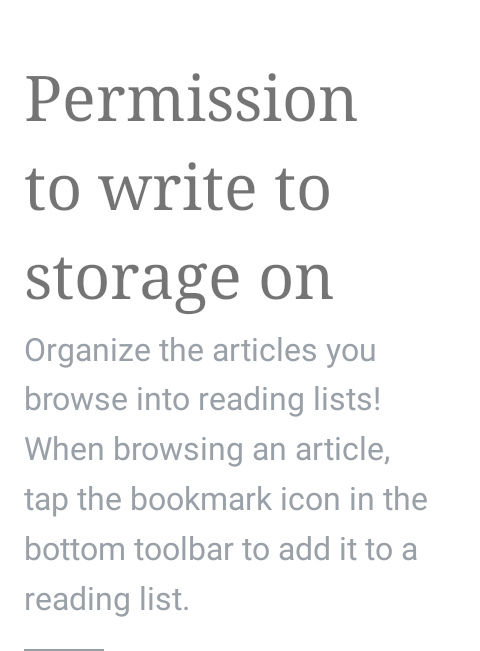 Permission
to write to
storage on
Organize the articles you
browse into reading lists!
When browsing an article,
tap the bookmark icon in the
bottom toolbar to add it to a
reading list.